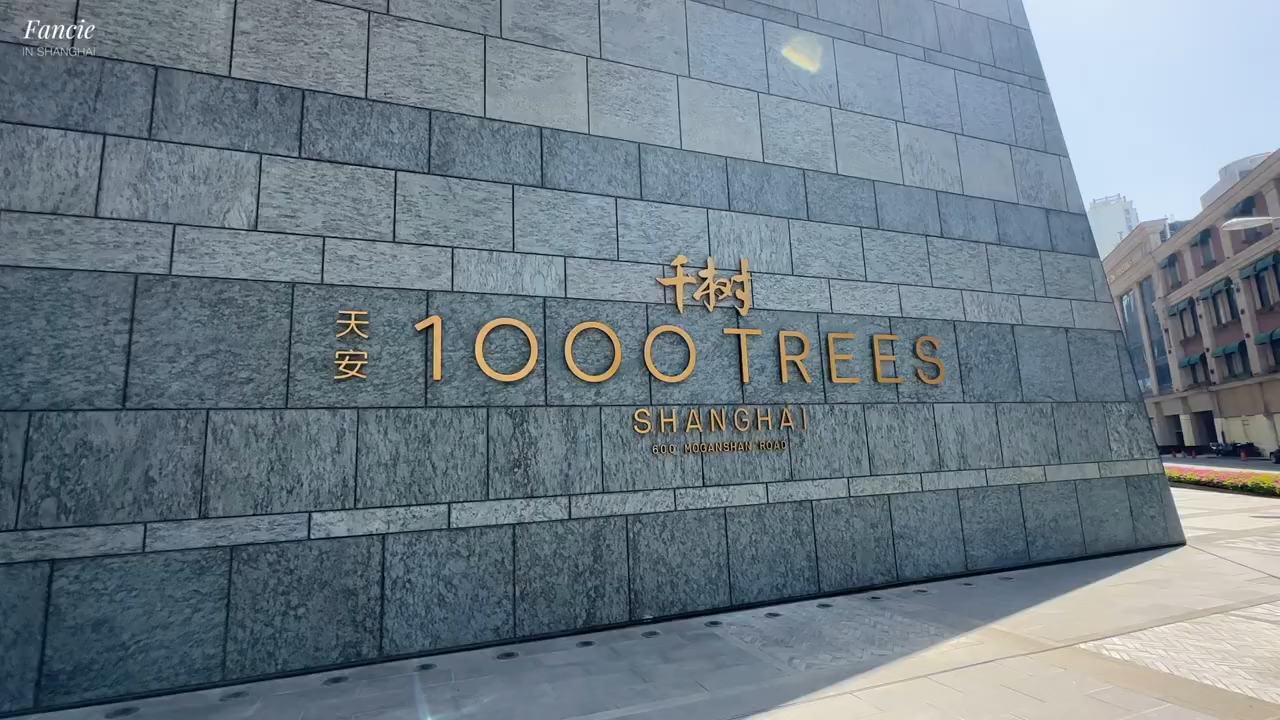 Fancie
IN SHANGHAI
千树
天安
1000 TREES
SHANGHAI
600 MOGANSHAN ROAD